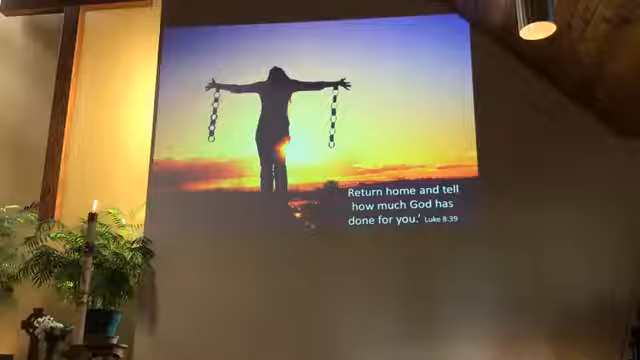 Return home and tell
how much God has
done for you.' Luke 8.39